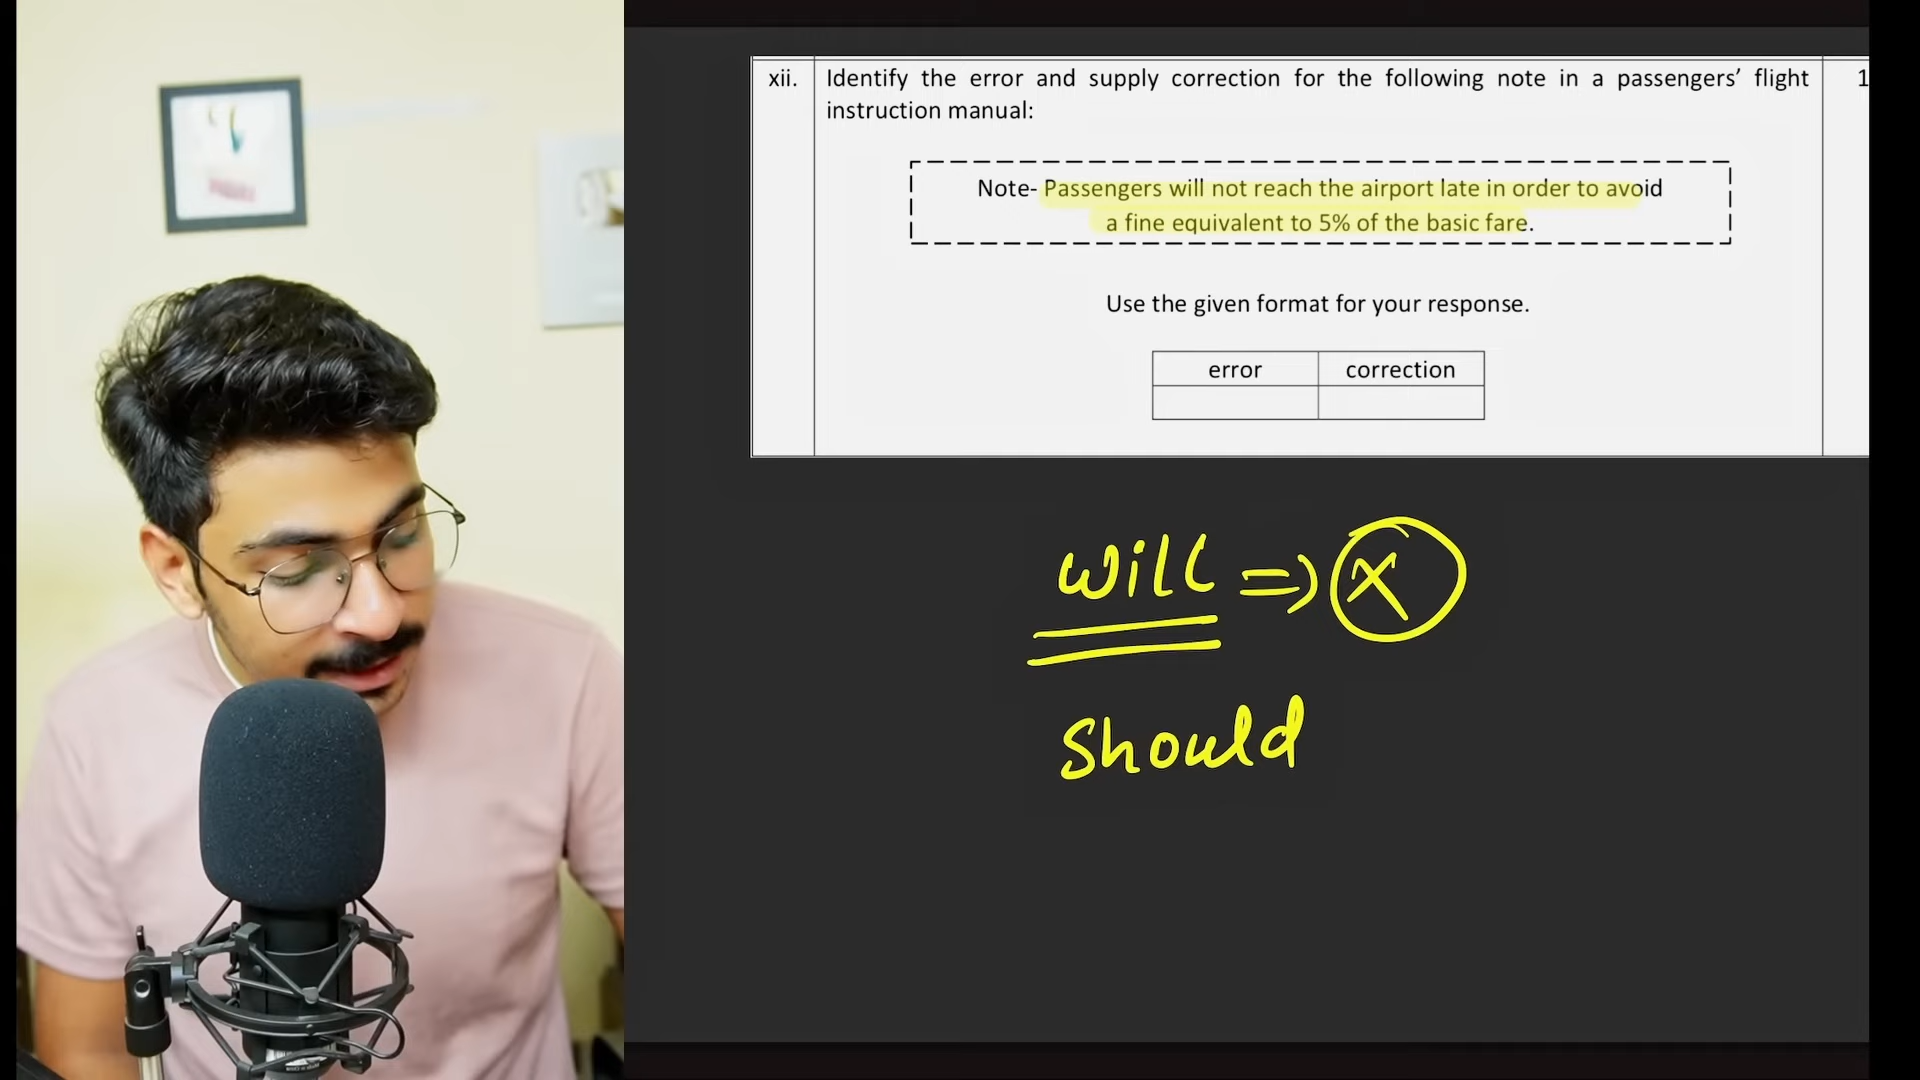 xii. Identify the error and supply correction for the following note in a passengers’ flight 1
instruction manual:
Note- Passengers will not reach the airport late in order to avoid
a fine equivalent to 5% of the basic fare.
Use the given format for your response.
error correction
will => X
Should